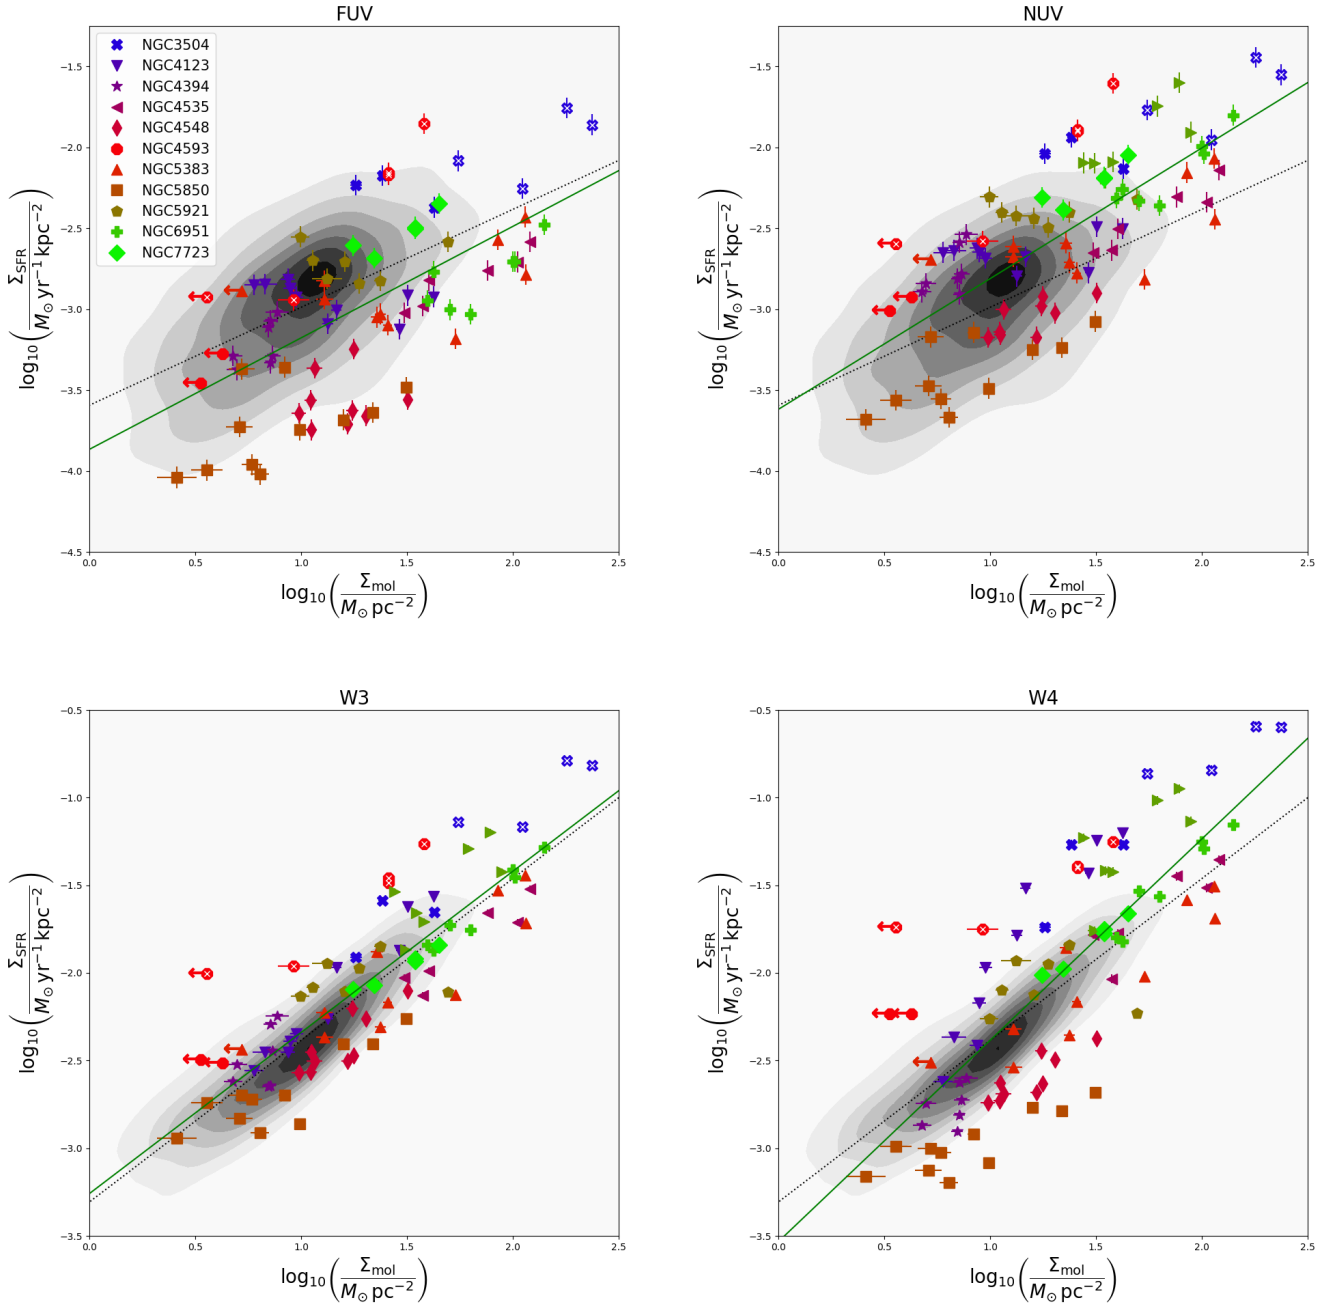 FUV
−1.5
−2.0
−2.5
−3.0
−3.5
−4.0
−4.5
0.0 0.5 1.0 1.5 2.0 2.5
log10(Σmol/M⊙ pc−2)
log10(ΣSFR/M⊙ yr−1 kpc−2)
NGC3504
NGC4123
NGC4394
NGC4535
NGC4548
NGC4593
NGC5383
NGC5850
NGC5921
NGC6951
NGC7723
NUV
−1.5
−2.0
−2.5
−3.0
−3.5
−4.0
−4.5
0.0 0.5 1.0 1.5 2.0 2.5
log10(Σmol/M⊙ pc−2)
log10(ΣSFR/M⊙ yr−1 kpc−2)
W3
−0.5
−1.0
−1.5
−2.0
−2.5
−3.0
−3.5
0.0 0.5 1.0 1.5 2.0 2.5
log10(Σmol/M⊙ pc−2)
log10(ΣSFR/M⊙ yr−1 kpc−2)
W4
−0.5
−1.0
−1.5
−2.0
−2.5
−3.0
−3.5
0.0 0.5 1.0 1.5 2.0 2.5
log10(Σmol/M⊙ pc−2)
log10(ΣSFR/M⊙ yr−1 kpc−2)